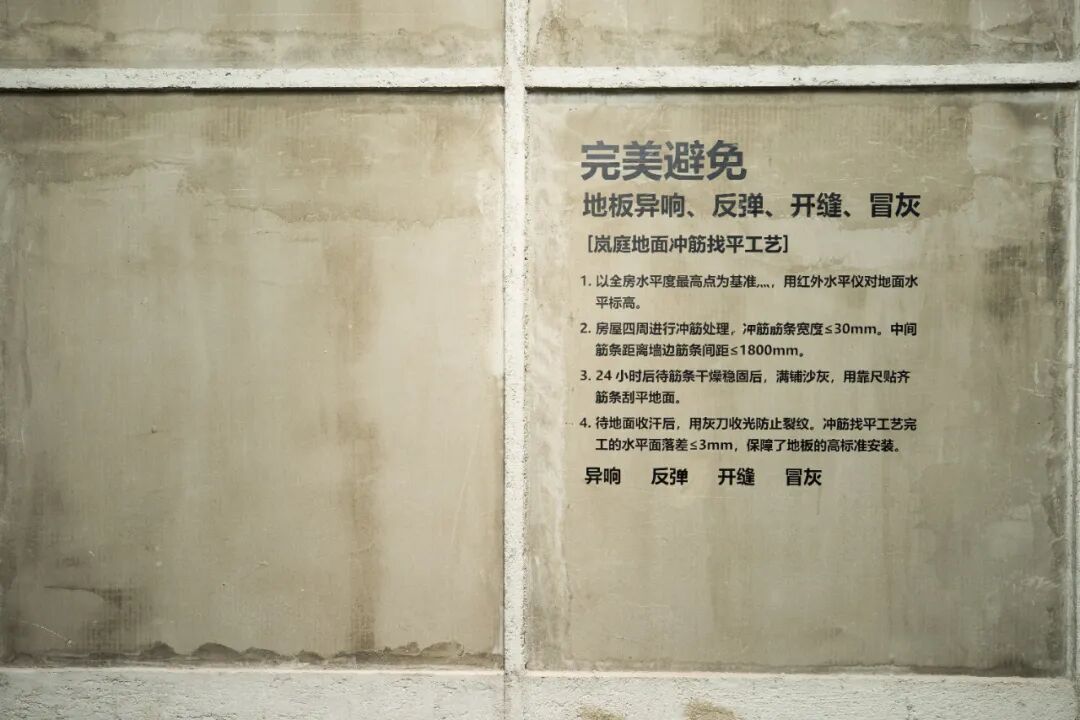 完美避免
地板异响、反弹、开缝、冒灰
[岚庭地面冲筋找平工艺]
1. 以全房水平度最高点为基准灬，用红外水平仪对地面水
平标高。
2. 房屋四周进行冲筋处理，冲筋筋条宽度≤30mm。中间
筋条距离墙边筋条间距≤1800mm。
3. 24 小时后待筋条干燥稳固后，满铺沙灰，用靠尺贴齐
筋条刮平地面。
4. 待地面收汗后，用灰刀收光防止裂纹。冲筋找平工艺完
工的水平面落差≤3mm，保障了地板的高标准安装。
异响 反弹 开缝 冒灰